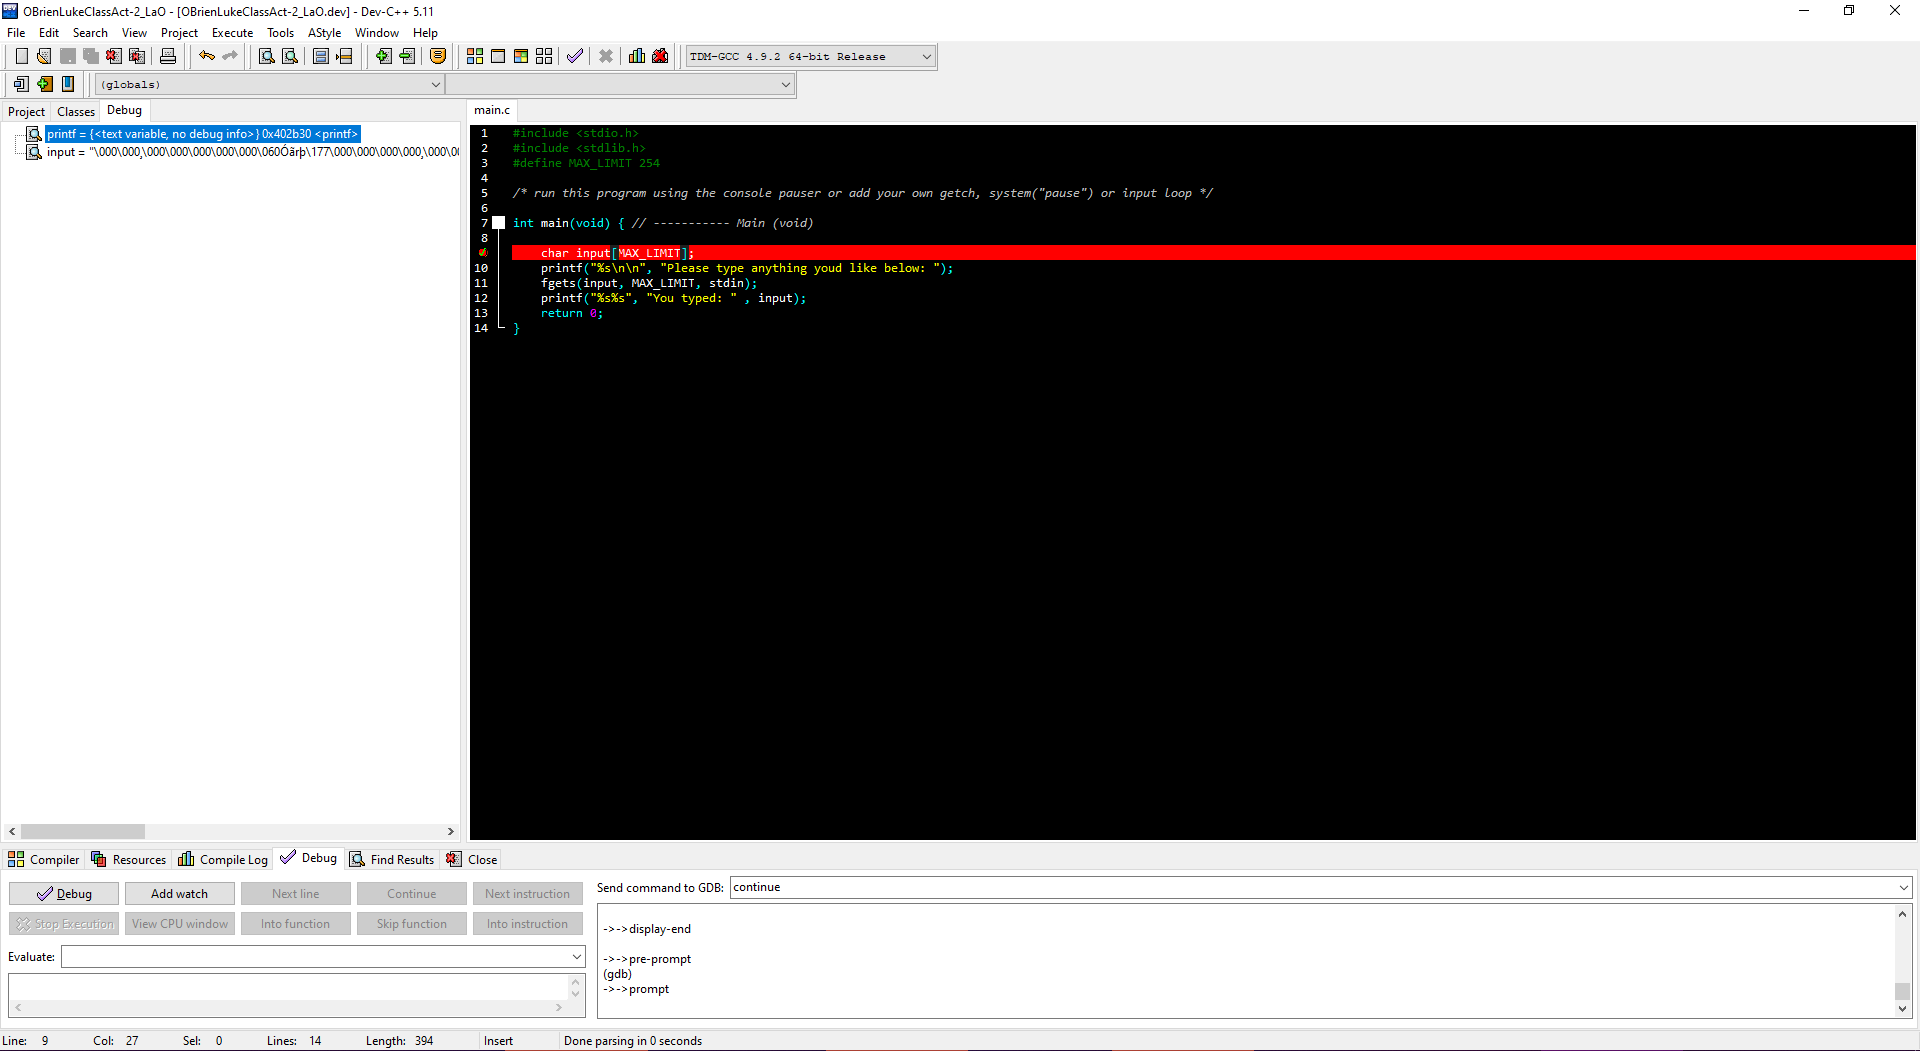 OBrienLukeClassAct-2_LaO - [OBrienLukeClassAct-2_LaO.dev] - Dev-C++ 5.11
File Edit Search View Project Execute Tools AStyle Window Help
TDM-GCC 4.9.2 64-bit Release
(globals)
Project Classes Debug
main.c
printf = {<text variable, no debug info>} 0x402b30 <printf>
input = "\000\000¸\000\000\000\000\000\000\060Óârþ\177\000\000\000\000¸\000\00
1 #include <stdio.h>
2 #include <stdlib.h>
3 #define MAX_LIMIT 254
4
5 /* run this program using the console pauser or add your own getch, system("pause") or input loop */
6
7 int main(void) { // ----------- Main (void)
8
char input[MAX_LIMIT];
10 printf("%s\n\n", "Please type anything youd like below: ");
11 fgets(input, MAX_LIMIT, stdin);
12 printf("%s%s", "You typed: " , input);
13 return 0;
14 }
Compiler Resources Compile Log Debug Find Results Close
Debug Add watch Next line Continue Next instruction
Stop Execution View CPU window Into function Skip function Into instruction
Evaluate:
Send command to GDB: continue
->->display-end
->->pre-prompt
(gdb)
->->prompt
Line: 9 Col: 27 Sel: 0 Lines: 14 Length: 394 Insert Done parsing in 0 seconds